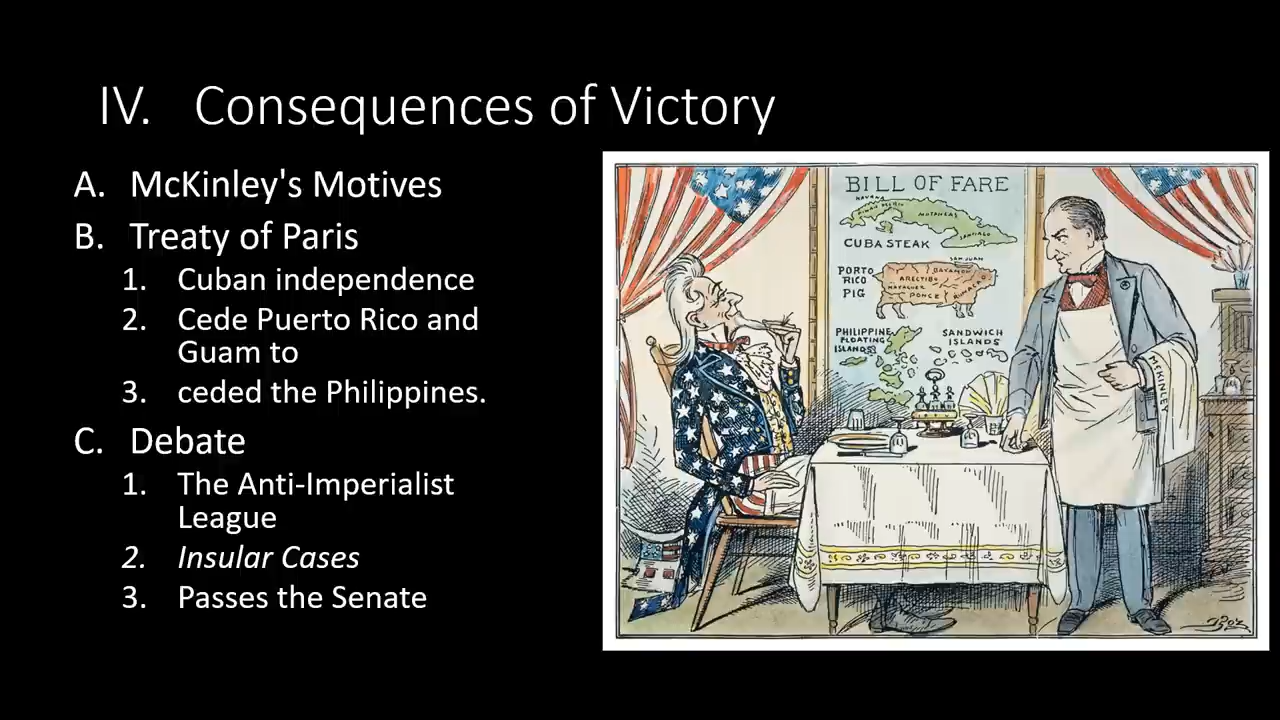 IV. Consequences of Victory
A. McKinley's Motives
B. Treaty of Paris
1. Cuban independence
2. Cede Puerto Rico and
Guam to
3. ceded the Philippines.
C. Debate
1. The Anti-Imperialist
League
2. Insular Cases
3. Passes the Senate
BILL OF FARE
HAVANA
MATANZAS
SANTIAGO
CUBA STEAK
SAN JUAN
PORTO
RICO
PIG
ARECIBO
BAYAMON
PONCE
PHILIPPINE
FLOATING
ISLANDS
SANDWICH
ISLANDS
McKINLEY